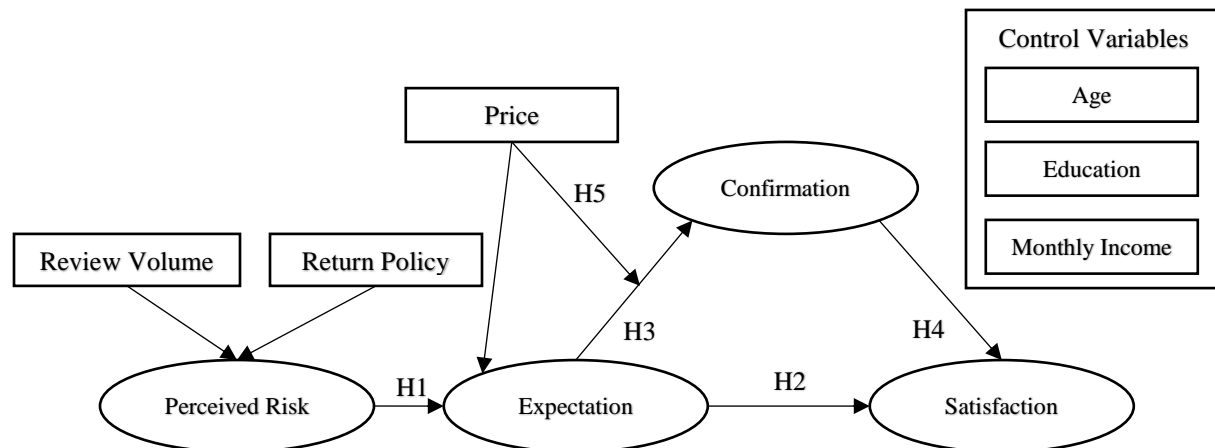 Control Variables
Age
Price
Education
H5
Confirmation
Review Volume
Return Policy
Monthly Income
H3
H4
H1
H2
Perceived Risk
Expectation
Satisfaction